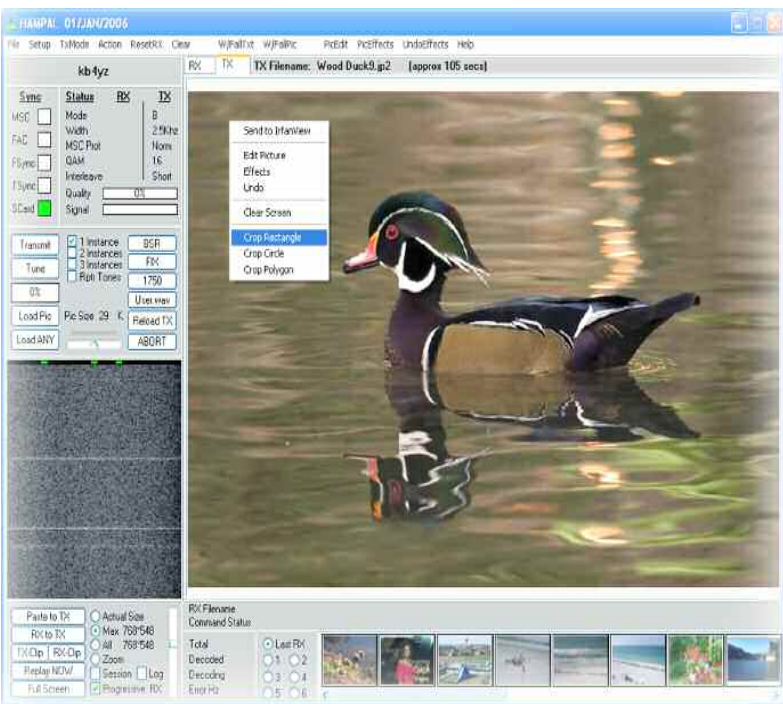 HAMPAL 01/JAN/2006
File Setup TxMode Action ResetRX Clear W/FallTxt W/FallPic PicEdit PicEffects UndoEffects Help
kb4yz
RX TX TX Filename: Wood Duck9.jp2 (approx 105 secs)
Sync Status RX TX
MSC Mode B
Width 2.5Khz
FAC MSC Prot Norm
FSync QAM 16
Interleave Short
TSync Quality 0%
SCard Signal
Send to IrfanView
Edit Picture
Effects
Undo
Clear Screen
Crop Rectangle
Crop Circle
Crop Polygon
Transmit 1 Instance BSR
2 Instances
Tune 3 Instances FIX
Rptr Tones 1750
0% User.wav
Load Pic Pic Size 29 K. Reload TX
Load ANY ABORT
Paste to TX Actual Size
RX to TX Max 768*548
TX-Clip RX-Clip All 768*548
Zoom
Replay NOW Session Log
Full Screen Progressive RX
RX Filename
Command Status
Total Last RX
Decoded 1 2
Decoding 3 4
Error Hz 5 6